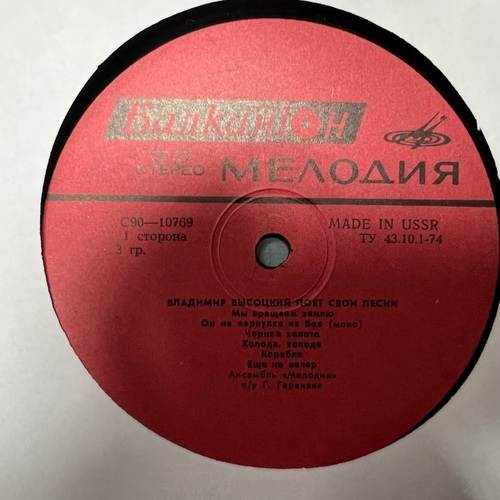 Балкантон
СТЕРЕО
МЕЛОДИЯ
С90—10769
1 сторона
3 гр.
MADE IN USSR
ТУ 43.10.1-74
ВЛАДИМИР ВЫСОЦКИЙ ПОЕТ СВОИ ПЕСНИ
Мы вращаем землю
Он не вернулся из боя (моно)
Черное золото
Холода, холода
Корабли
Еще не вечер
Ансамбль «Мелодия»
п/у Г. Гараняна